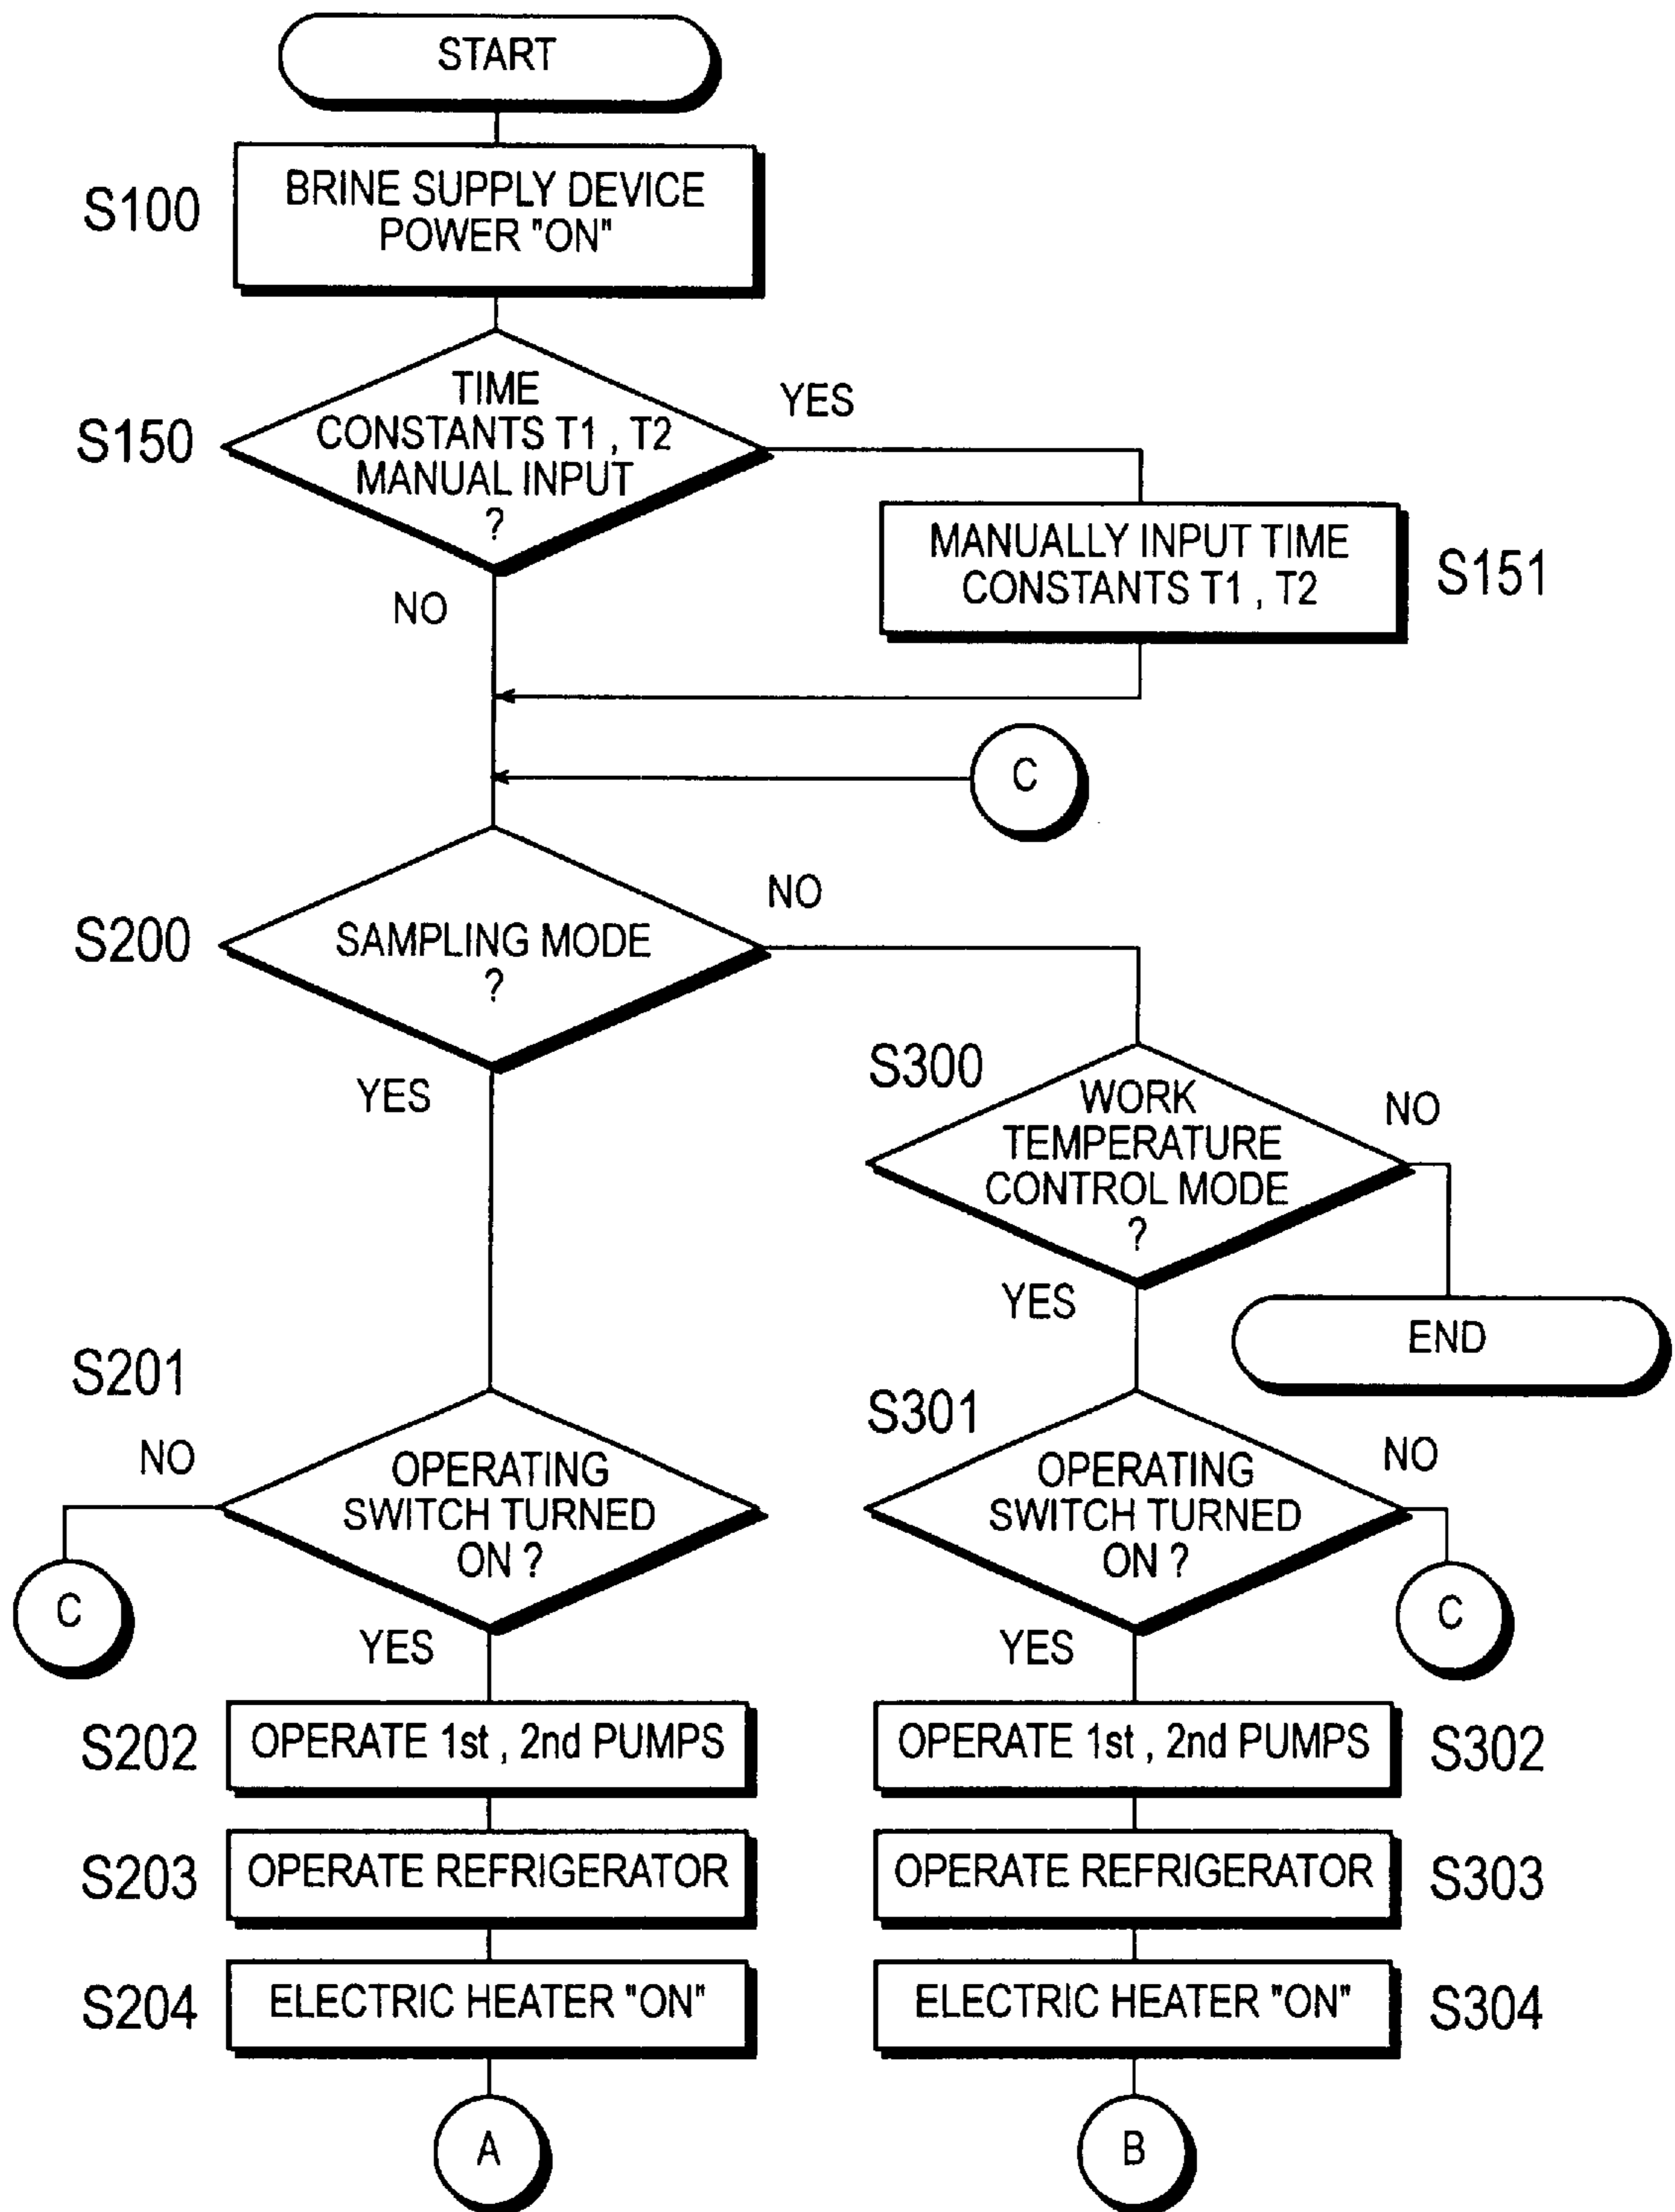 START
S100
BRINE SUPPLY DEVICE
POWER "ON"
S150
TIME
CONSTANTS T1 , T2
MANUAL INPUT
?
YES
NO
MANUALLY INPUT TIME
CONSTANTS T1 , T2
S151
C
S200
SAMPLING MODE
?
NO
YES
S300
WORK
TEMPERATURE
CONTROL MODE
?
NO
YES
END
S201
NO
OPERATING
SWITCH TURNED
ON ?
C
YES
S301
OPERATING
SWITCH TURNED
ON ?
NO
C
YES
S202
OPERATE 1st , 2nd PUMPS
OPERATE 1st , 2nd PUMPS
S302
S203
OPERATE REFRIGERATOR
OPERATE REFRIGERATOR
S303
S204
ELECTRIC HEATER "ON"
ELECTRIC HEATER "ON"
S304
A
B